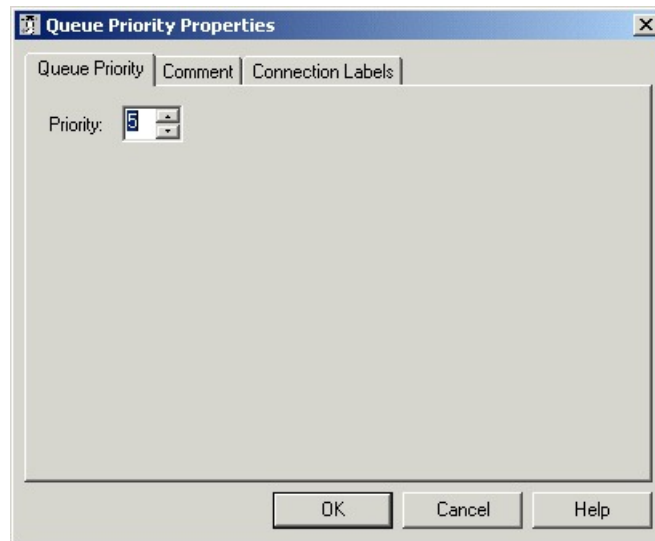 Queue Priority Properties
Queue Priority Comment Connection Labels
Priority: 5
OK Cancel Help